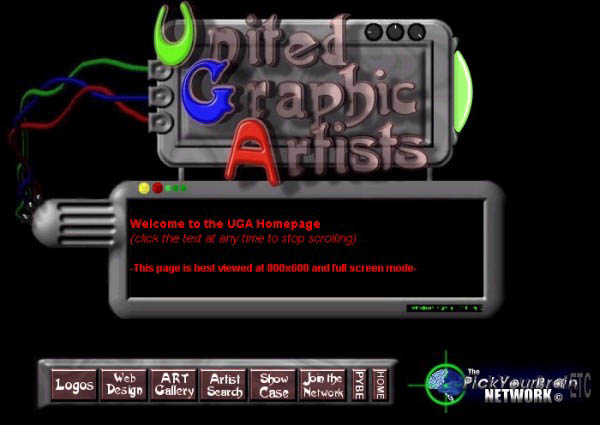 United
Graphic
Artists
Welcome to the UGA Homepage
(click the text at any time to stop scrolling)
-This page is best viewed at 800x600 and full screen mode-
Logos
Web
Design
ART
Gallery
Artist
Search
Show
Case
Join the
Network
PYBE
HOME
The
PickYourBrain ETC
NETWORK©